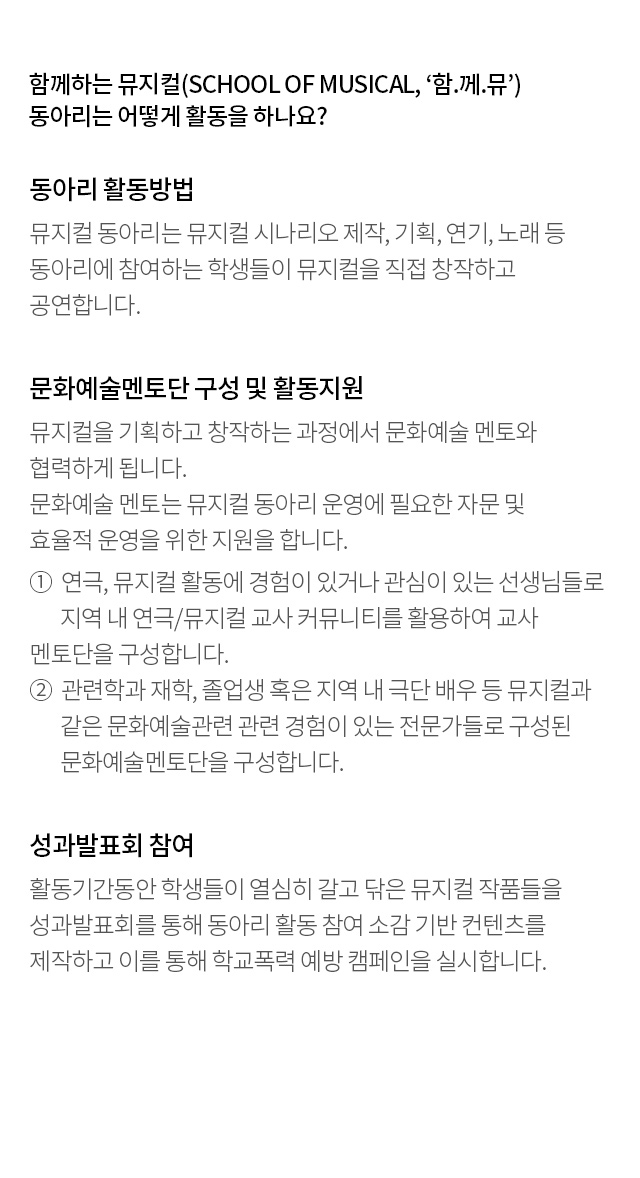 함께하는 뮤지컬(SCHOOL OF MUSICAL, ‘함.께.뮤’)
동아리는 어떻게 활동을 하나요?
동아리 활동방법
뮤지컬 동아리는 뮤지컬 시나리오 제작, 기획, 연기, 노래 등
동아리에 참여하는 학생들이 뮤지컬을 직접 창작하고
공연합니다.
문화예술멘토단 구성 및 활동지원
뮤지컬을 기획하고 창작하는 과정에서 문화예술 멘토와
협력하게 됩니다.
문화예술 멘토는 뮤지컬 동아리 운영에 필요한 자문 및
효율적 운영을 위한 지원을 합니다.
① 연극, 뮤지컬 활동에 경험이 있거나 관심이 있는 선생님들로
지역 내 연극/뮤지컬 교사 커뮤니티를 활용하여 교사
멘토단을 구성합니다.
② 관련학과 재학, 졸업생 혹은 지역 내 극단 배우 등 뮤지컬과
같은 문화예술관련 관련 경험이 있는 전문가들로 구성된
문화예술멘토단을 구성합니다.
성과발표회 참여
활동기간동안 학생들이 열심히 갈고 닦은 뮤지컬 작품들을
성과발표회를 통해 동아리 활동 참여 소감 기반 컨텐츠를
제작하고 이를 통해 학교폭력 예방 캠페인을 실시합니다.